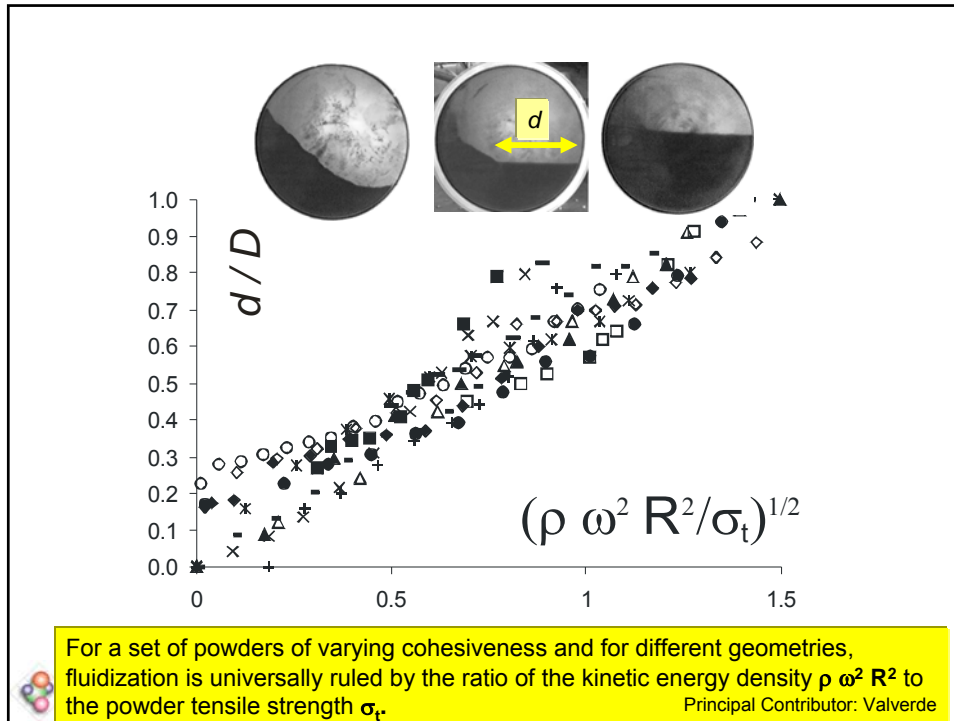 d
d / D
1.0
0.9
0.8
0.7
0.6
0.5
0.4
0.3
0.2
0.1
0.0
(ρ ω² R²/σₜ)¹/²
0 0.5 1 1.5
For a set of powders of varying cohesiveness and for different geometries,
fluidization is universally ruled by the ratio of the kinetic energy density ρ ω² R² to
the powder tensile strength σₜ. Principal Contributor: Valverde